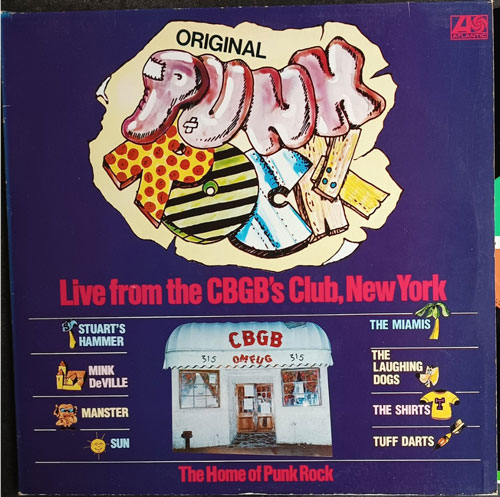 ORIGINAL
PUNK
ROCK
ATLANTIC
Live from the CBGB's Club, New York
STUART'S
HAMMER
MINK
DeVILLE
MANSTER
SUN
CBGB
315 OMFUG 315
THE MIAMIS
THE
LAUGHING
DOGS
THE SHIRTS
T
TUFF DARTS
The Home of Punk Rock